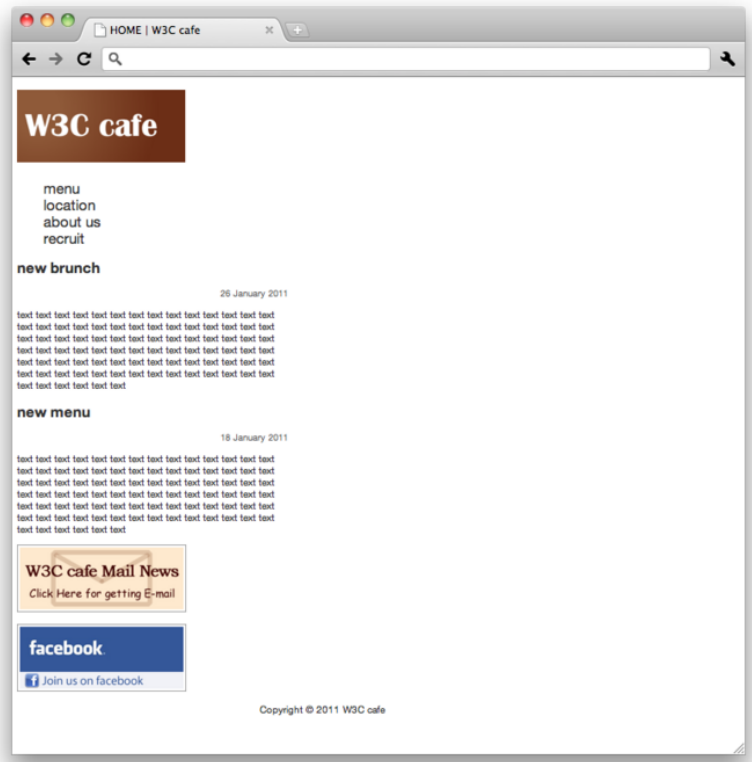 HOME | W3C cafe
W3C cafe
menu
location
about us
recruit
new brunch
26 January 2011
text text text text text text text text text text text text text text
text text text text text text text text text text text text text text
text text text text text text text text text text text text text text
text text text text text text text text text text text text text text
text text text text text text text text text text text text text text
text text text text text text text text text text text text text text
text text text text text text
new menu
18 January 2011
text text text text text text text text text text text text text text
text text text text text text text text text text text text text text
text text text text text text text text text text text text text text
text text text text text text text text text text text text text text
text text text text text text text text text text text text text text
text text text text text text text text text text text text text text
text text text text text text
W3C cafe Mail News
Click Here for getting E-mail
facebook.
f Join us on facebook
Copyright © 2011 W3C cafe